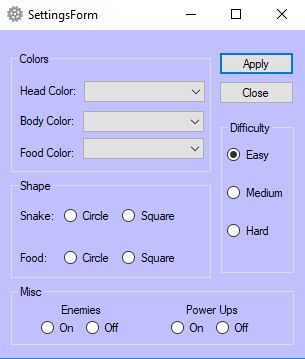 SettingsForm
Colors
Head Color:
Body Color:
Food Color:
Apply
Close
Difficulty
Easy
Medium
Hard
Shape
Snake: Circle Square
Food: Circle Square
Misc
Enemies Power Ups
On Off On Off